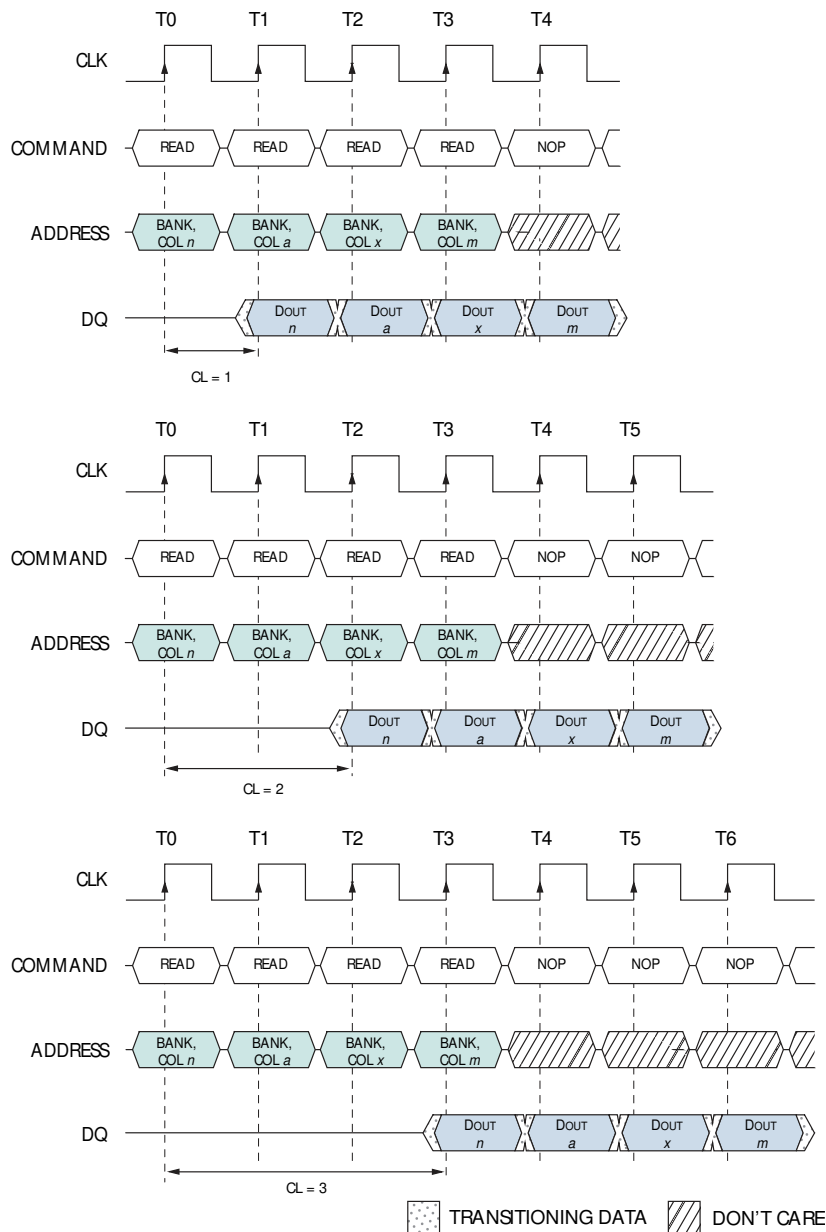 T0 T1 T2 T3 T4
CLK
COMMAND READ READ READ READ NOP
ADDRESS BANK, COL n BANK, COL a BANK, COL x BANK, COL m
DQ DOUT n DOUT a DOUT x DOUT m
CL = 1
T0 T1 T2 T3 T4 T5
CLK
COMMAND READ READ READ READ NOP NOP
ADDRESS BANK, COL n BANK, COL a BANK, COL x BANK, COL m
DQ DOUT n DOUT a DOUT x DOUT m
CL = 2
T0 T1 T2 T3 T4 T5 T6
CLK
COMMAND READ READ READ READ NOP NOP NOP
ADDRESS BANK, COL n BANK, COL a BANK, COL x BANK, COL m
DQ DOUT n DOUT a DOUT x DOUT m
CL = 3
TRANSITIONING DATA DON'T CARE